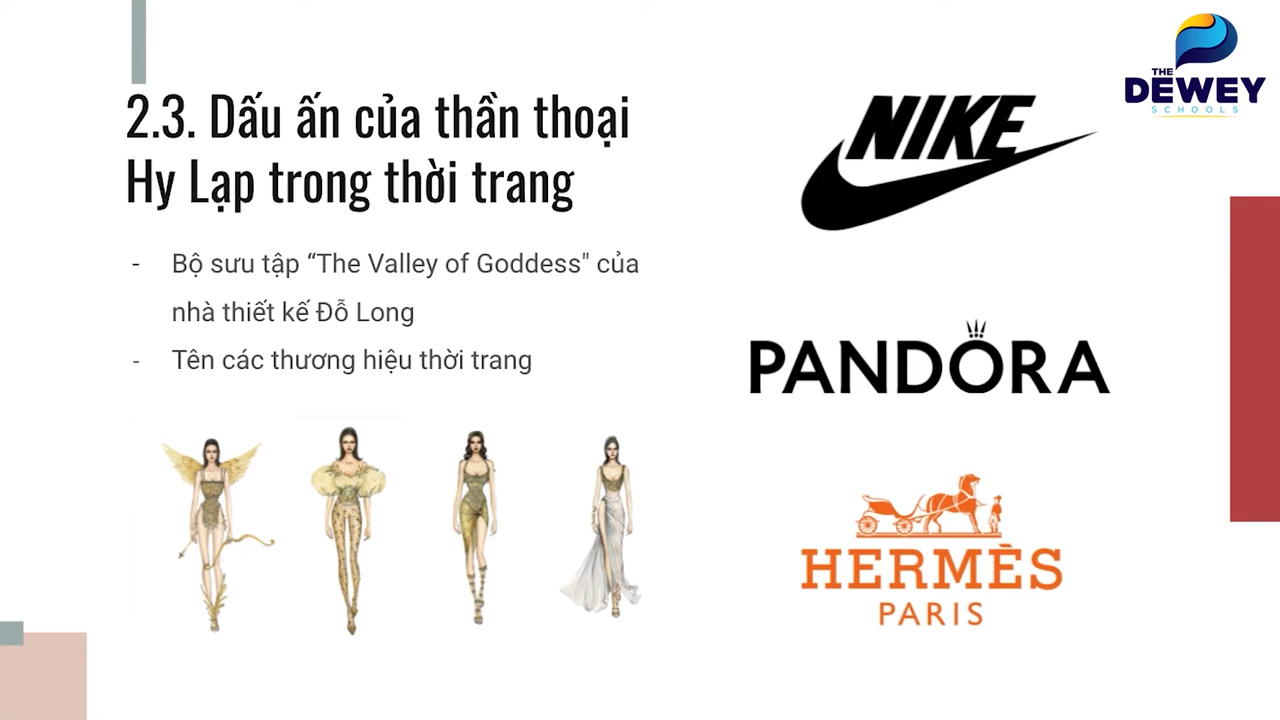 2.3. Dấu ấn của thần thoại
Hy Lạp trong thời trang
- Bộ sưu tập “The Valley of Goddess" của
nhà thiết kế Đỗ Long
- Tên các thương hiệu thời trang
NIKE
PANDORA
HERMÈS
PARIS
THE
DEWEY
SCHOOLS